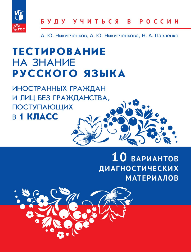 БУДУ УЧИТЬСЯ В РОССИИ
ТЕСТИРОВАНИЕ
НА ЗНАНИЕ
РУССКОГО ЯЗЫКА
ИНОСТРАННЫХ ГРАЖДАН
И ЛИЦ БЕЗ ГРАЖДАНСТВА,
ПОСТУПАЮЩИХ
В 1 КЛАСС
10 ВАРИАНТОВ
ДИАГНОСТИЧЕСКИХ
МАТЕРИАЛОВ